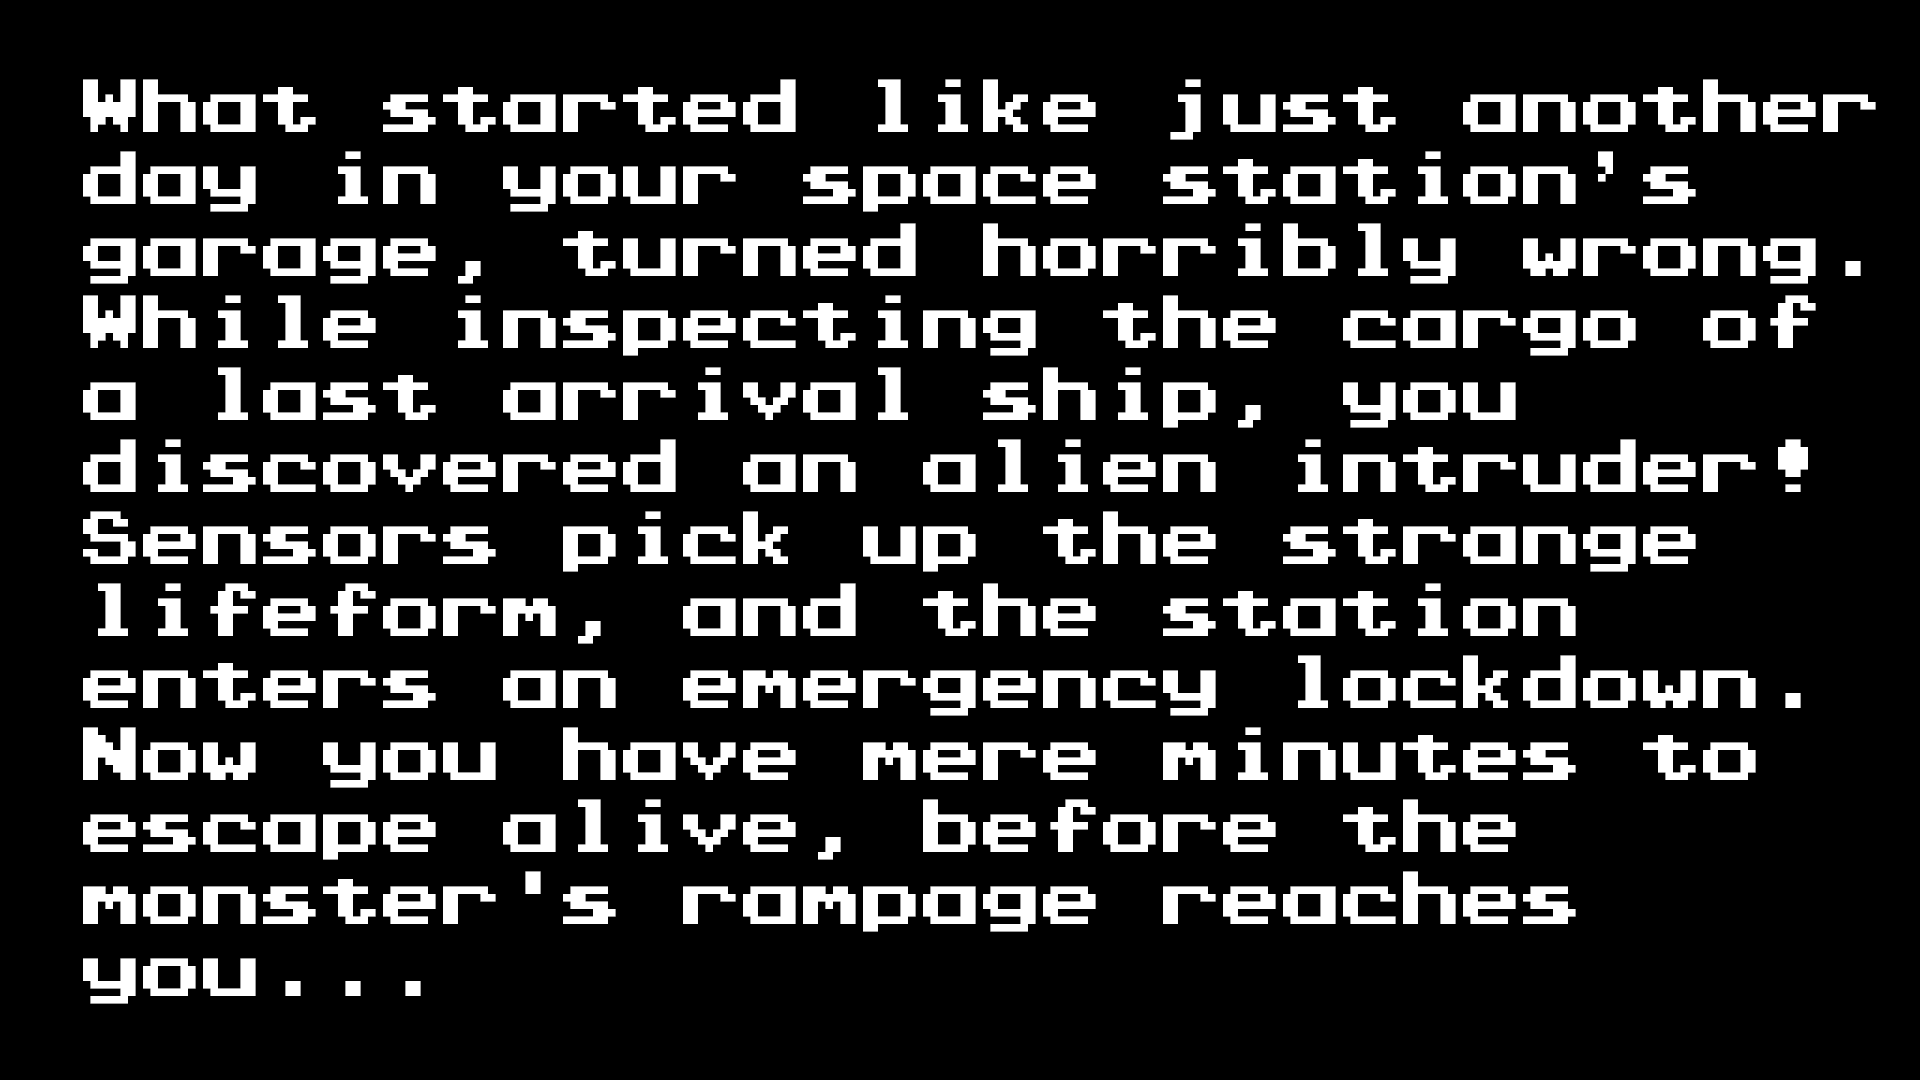 What started like just another
day in your space station’s
garage, turned horribly wrong.
While inspecting the cargo of
a last arrival ship, you
discovered an alien intruder!
Sensors pick up the strange
lifeform, and the station
enters an emergency lockdown.
Now you have mere minutes to
escape alive, before the
monster's rampage reaches
you...